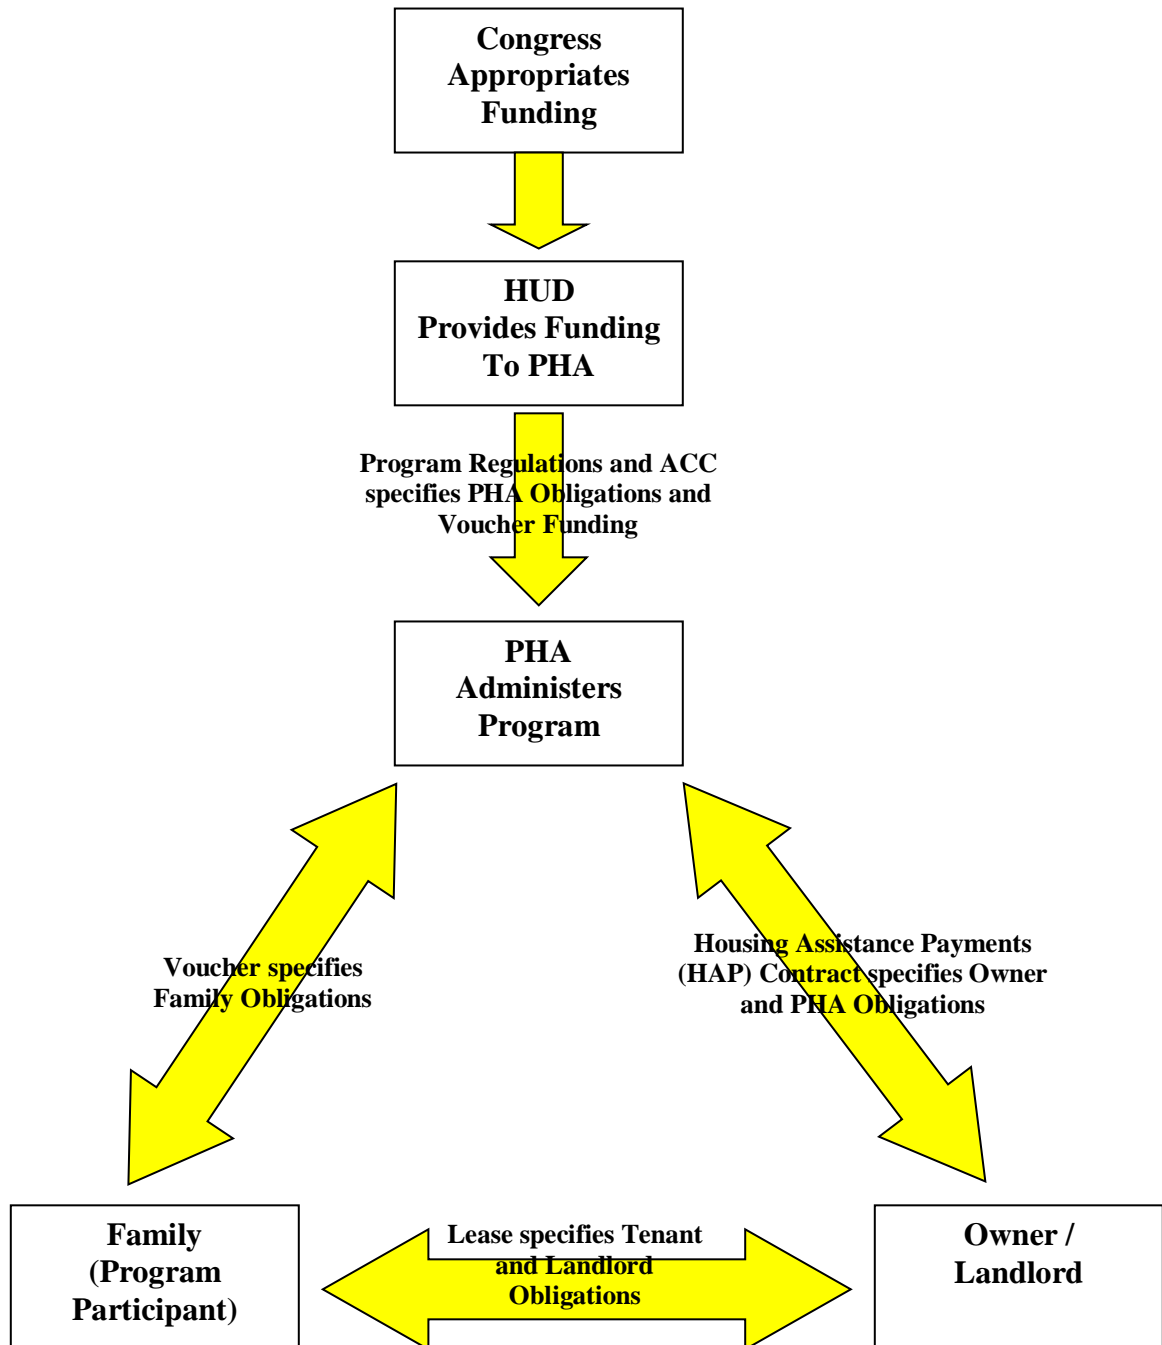 Congress
Appropriates
Funding
HUD
Provides Funding
To PHA
Program Regulations and ACC
specifies PHA Obligations and
Voucher Funding
PHA
Administers
Program
Voucher specifies
Family Obligations
Housing Assistance Payments
(HAP) Contract specifies Owner
and PHA Obligations
Family
(Program
Participant)
Lease specifies Tenant
and Landlord
Obligations
Owner /
Landlord